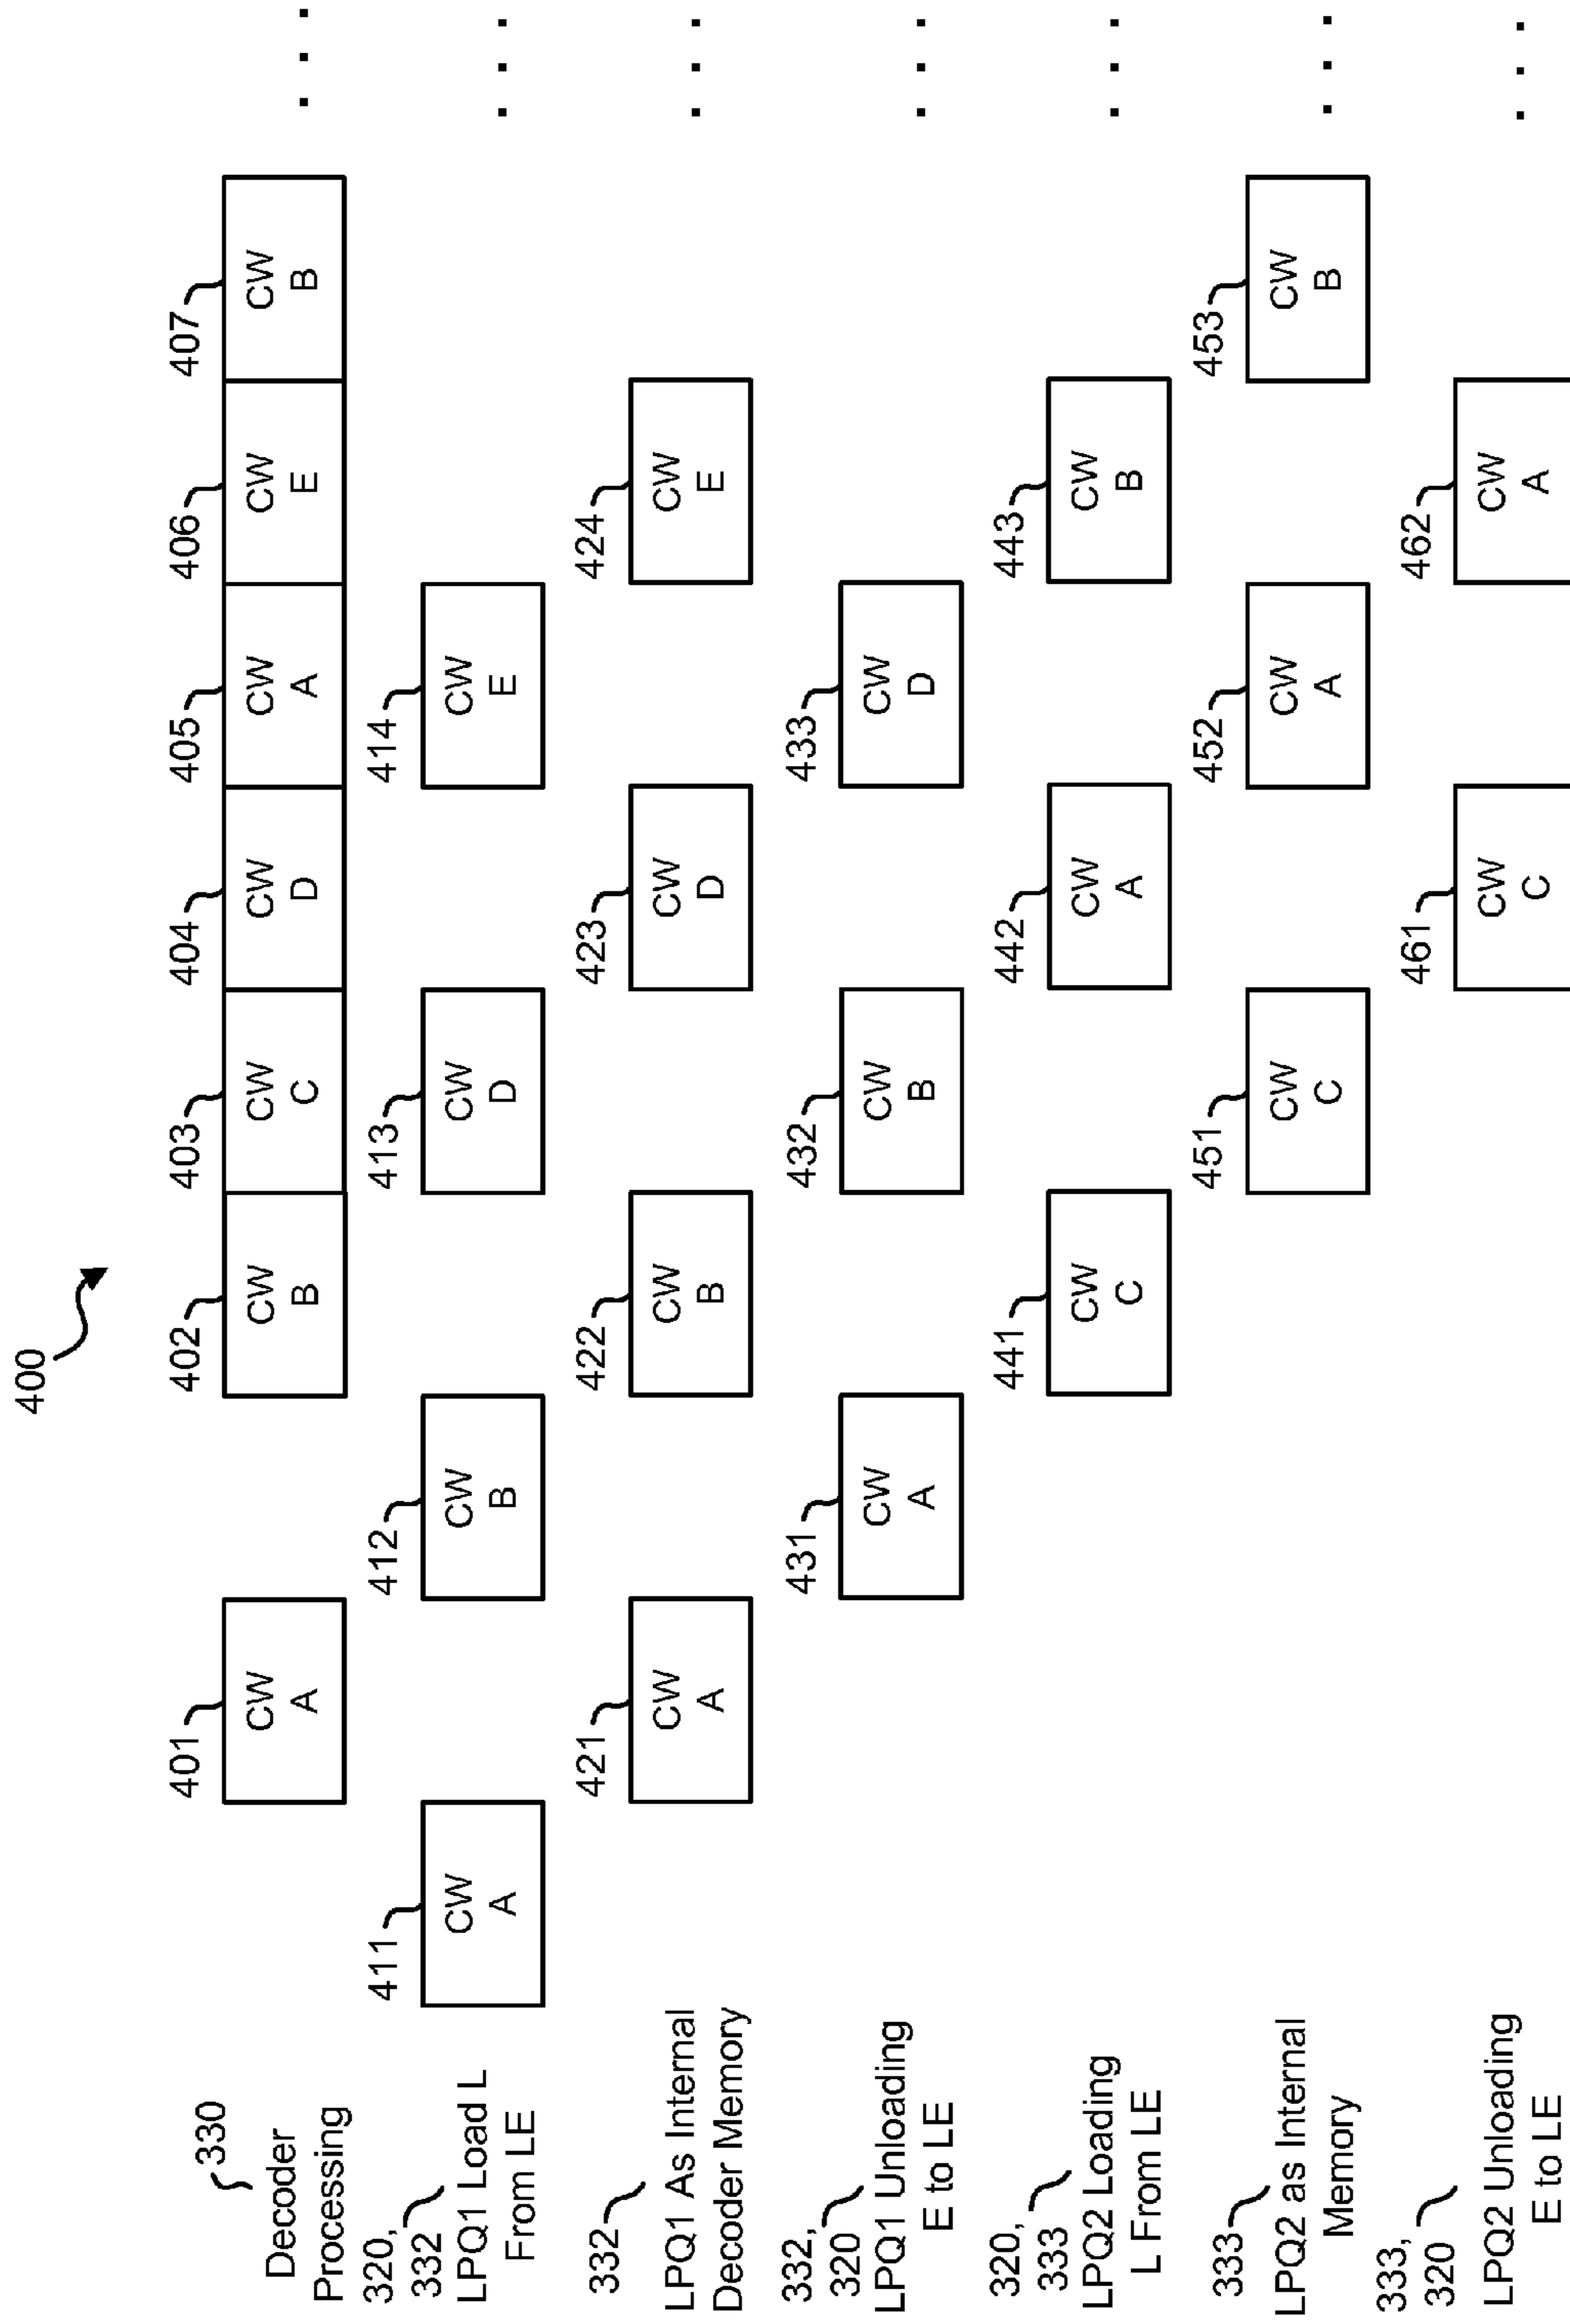 400
330
Decoder
Processing
401
CW
A
402
CW
B
403
CW
C
404
CW
D
405
CW
A
406
CW
E
407
CW
B
. . .
320,
332
LPQ1 Load L
From LE
411
CW
A
412
CW
B
413
CW
D
414
CW
E
. . .
332
LPQ1 As Internal
Decoder Memory
421
CW
A
422
CW
B
423
CW
D
424
CW
E
. . .
332,
320
LPQ1 Unloading
E to LE
431
CW
A
432
CW
B
433
CW
D
. . .
320,
333
LPQ2 Loading
L From LE
441
CW
C
442
CW
A
443
CW
B
. . .
333
LPQ2 as Internal
Memory
451
CW
C
452
CW
A
453
CW
B
. . .
333,
320
LPQ2 Unloading
E to LE
461
CW
C
462
CW
A
. . .